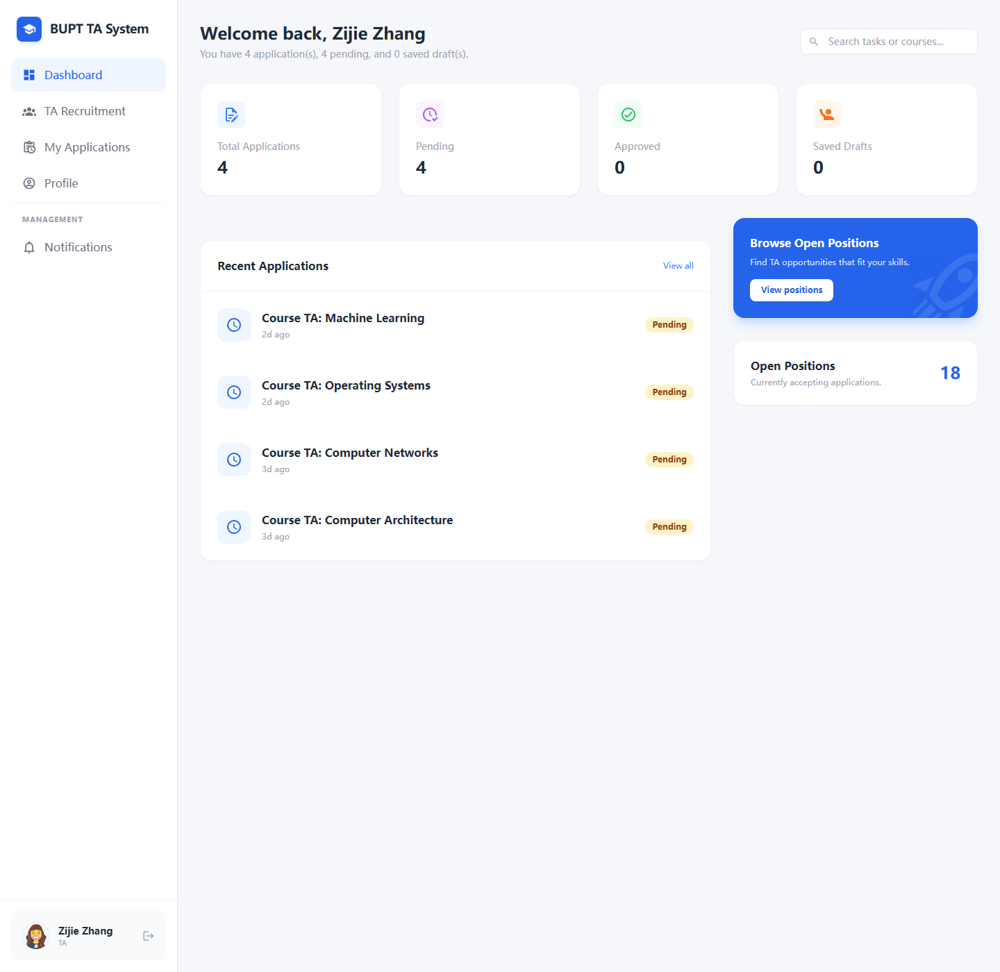 BUPT TA System
Dashboard
TA Recruitment
My Applications
Profile
MANAGEMENT
Notifications
Zijie Zhang
TA
Welcome back, Zijie Zhang
You have 4 application(s), 4 pending, and 0 saved draft(s).
Search tasks or courses...
Total Applications
4
Pending
4
Approved
0
Saved Drafts
0
Recent Applications
View all
Course TA: Machine Learning
2d ago
Pending
Course TA: Operating Systems
2d ago
Pending
Course TA: Computer Networks
3d ago
Pending
Course TA: Computer Architecture
3d ago
Pending
Browse Open Positions
Find TA opportunities that fit your skills.
View positions
Open Positions
Currently accepting applications.
18